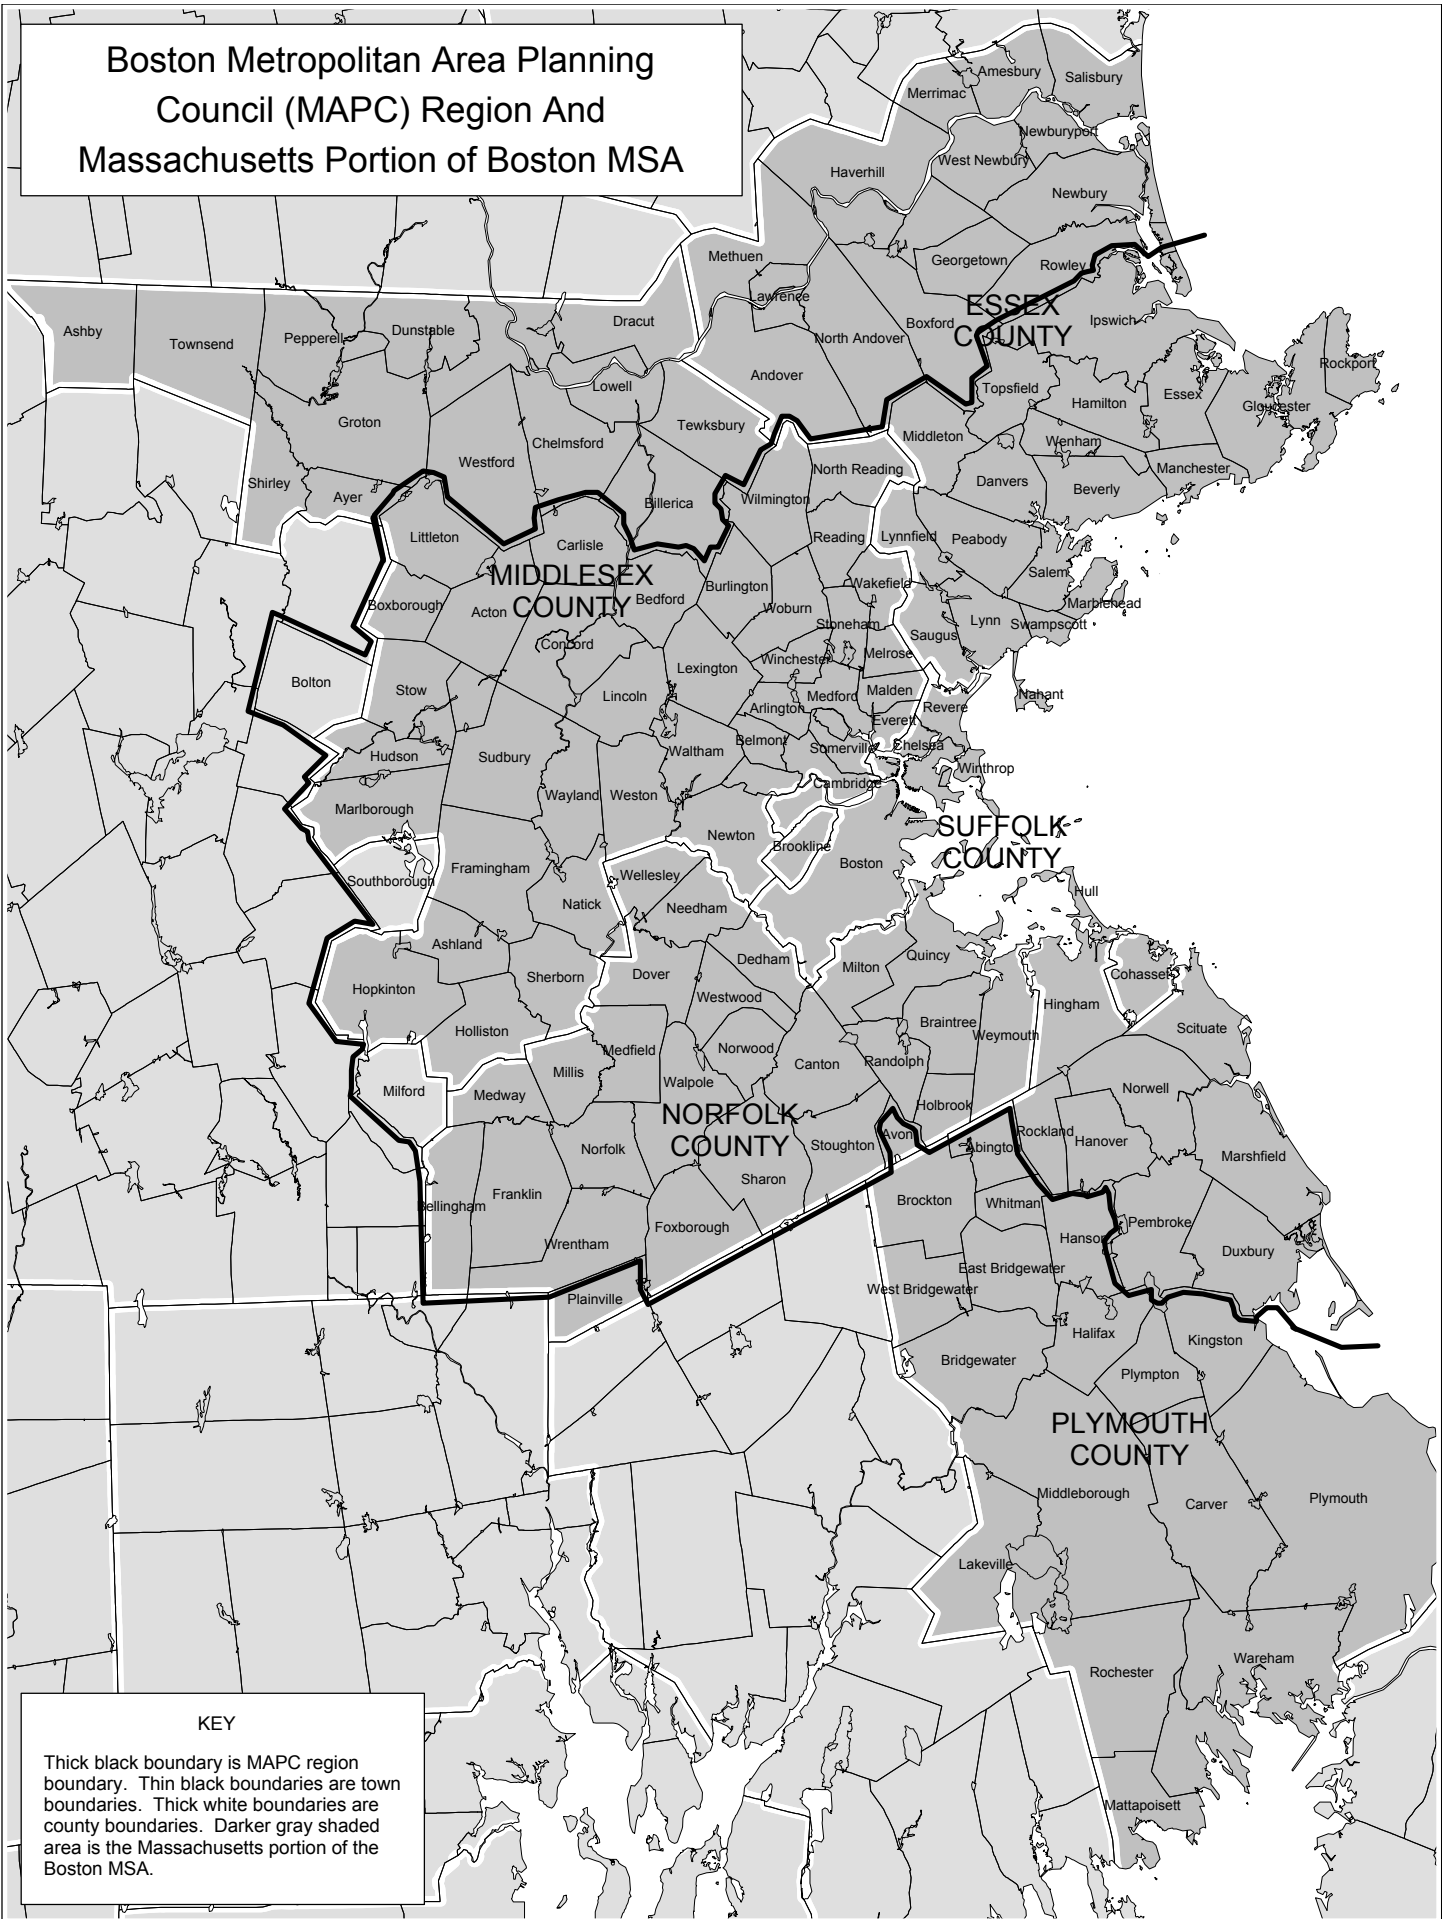 Boston Metropolitan Area Planning
Council (MAPC) Region And
Massachusetts Portion of Boston MSA
Amesbury
Salisbury
Merrimac
Newburyport
West Newbury
Haverhill
Newbury
Methuen
Georgetown
Rowley
Lawrence
ESSEX
COUNTY
Ipswich
Boxford
North Andover
Dracut
Dunstable
Pepperell
Ashby
Townsend
Rockport
Andover
Lowell
Topsfield
Essex
Hamilton
Gloucester
Groton
Tewksbury
Middleton
Wenham
Chelmsford
Westford
North Reading
Manchester
Shirley
Ayer
Danvers
Beverly
Wilmington
Billerica
Littleton
Carlisle
Reading
Lynnfield
Peabody
Salem
MIDDLESEX
COUNTY
Wakefield
Burlington
Bedford
Boxborough
Acton
Woburn
Marblehead
Stoneham
Lynn
Swampscott
Saugus
Concord
Melrose
Winchester
Lexington
Bolton
Stow
Lincoln
Medford
Malden
Nahant
Arlington
Revere
Everett
Belmont
Somerville
Chelsea
Waltham
Hudson
Sudbury
Winthrop
Cambridge
Wayland
Weston
Marlborough
SUFFOLK
COUNTY
Newton
Brookline
Boston
Framingham
Wellesley
Southborough
Hull
Natick
Needham
Ashland
Quincy
Dedham
Milton
Sherborn
Dover
Cohasset
Hopkinton
Westwood
Hingham
Holliston
Braintree
Weymouth
Scituate
Medfield
Norwood
Canton
Randolph
Millis
Walpole
Milford
Medway
Norwell
Holbrook
NORFOLK
COUNTY
Avon
Rockland
Hanover
Stoughton
Abington
Norfolk
Marshfield
Sharon
Franklin
Bellingham
Brockton
Whitman
Foxborough
Pembroke
Hanson
Wrentham
Duxbury
East Bridgewater
West Bridgewater
Plainville
Halifax
Kingston
Bridgewater
Plympton
PLYMOUTH
COUNTY
Middleborough
Carver
Plymouth
Lakeville
Rochester
Wareham
Mattapoisett
KEY
Thick black boundary is MAPC region
boundary. Thin black boundaries are town
boundaries. Thick white boundaries are
county boundaries. Darker gray shaded
area is the Massachusetts portion of the
Boston MSA.